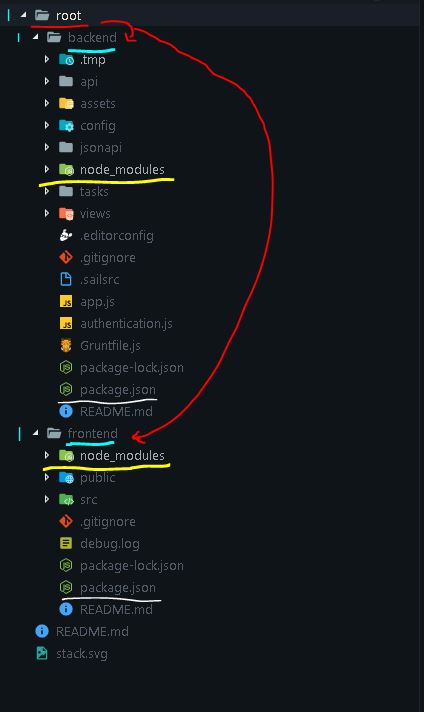 root
backend
.tmp
api
assets
config
jsonapi
node_modules
tasks
views
.editorconfig
.gitignore
.sailsrc
app.js
authentication.js
Gruntfile.js
package-lock.json
package.json
README.md
frontend
node_modules
public
src
.gitignore
debug.log
package-lock.json
package.json
README.md
README.md
stack.svg